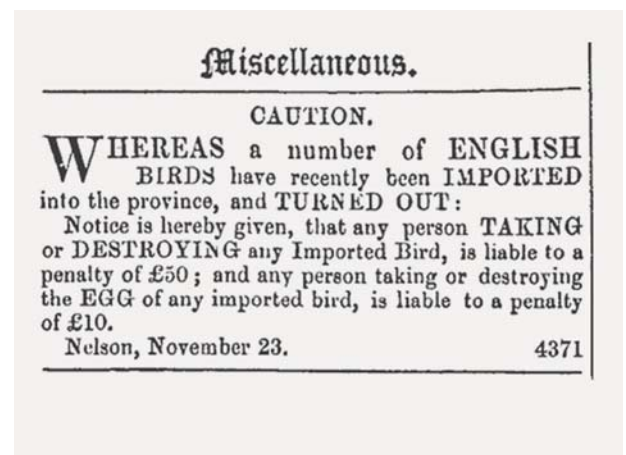 Miscellaneous.
CAUTION.
WHEREAS a number of ENGLISH
BIRDS have recently been IMPORTED
into the province, and TURNED OUT:
Notice is hereby given, that any person TAKING
or DESTROYING any Imported Bird, is liable to a
penalty of £50; and any person taking or destroying
the EGG of any imported bird, is liable to a penalty
of £10.
Nelson, November 23. 4371